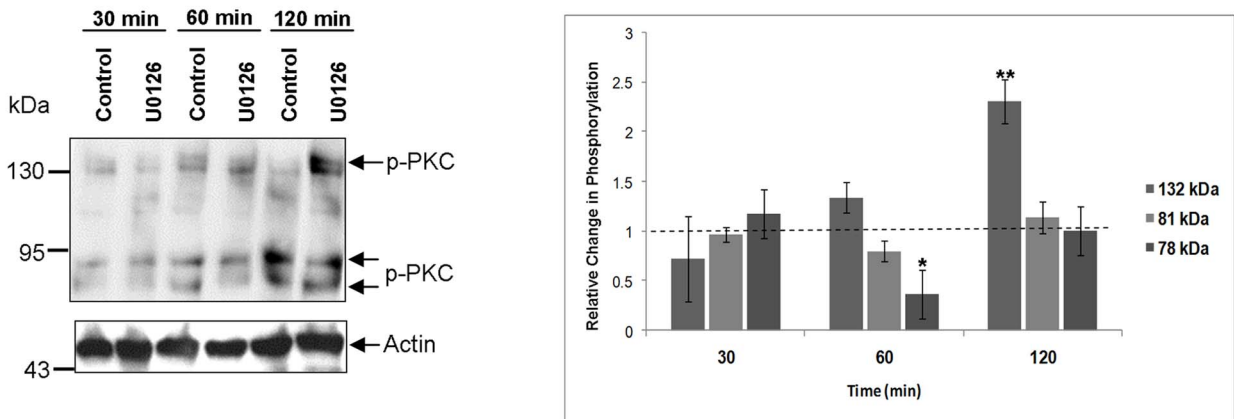 30 min 60 min 120 min
Control U0126 Control U0126 Control U0126
kDa
130
p-PKC
95
p-PKC
Actin
43
Relative Change in Phosphorylation
3
2.5
2
1.5
1
0.5
0
**
*
30 60 120
Time (min)
132 kDa
81 kDa
78 kDa